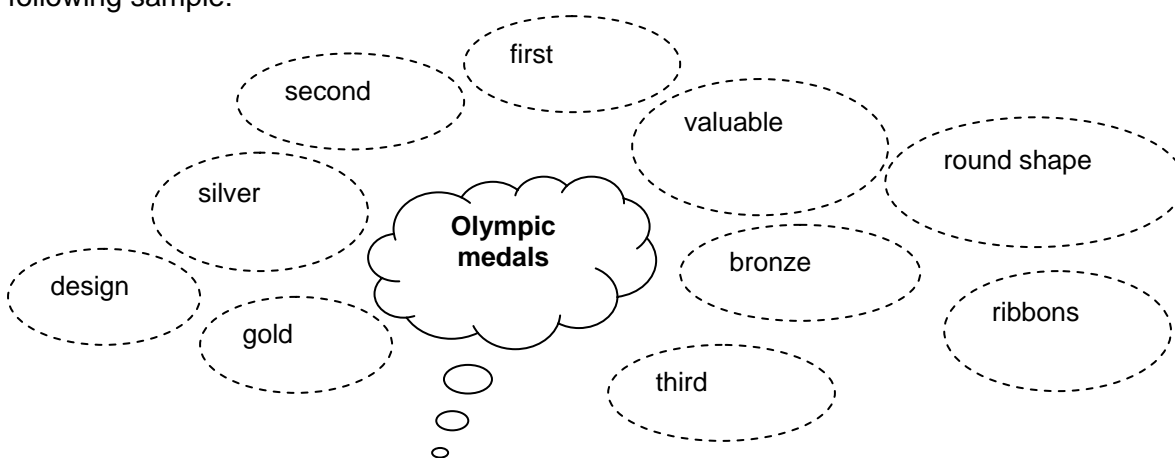 following sample.
first
second
valuable
round shape
silver
Olympic
medals
bronze
design
ribbons
gold
third